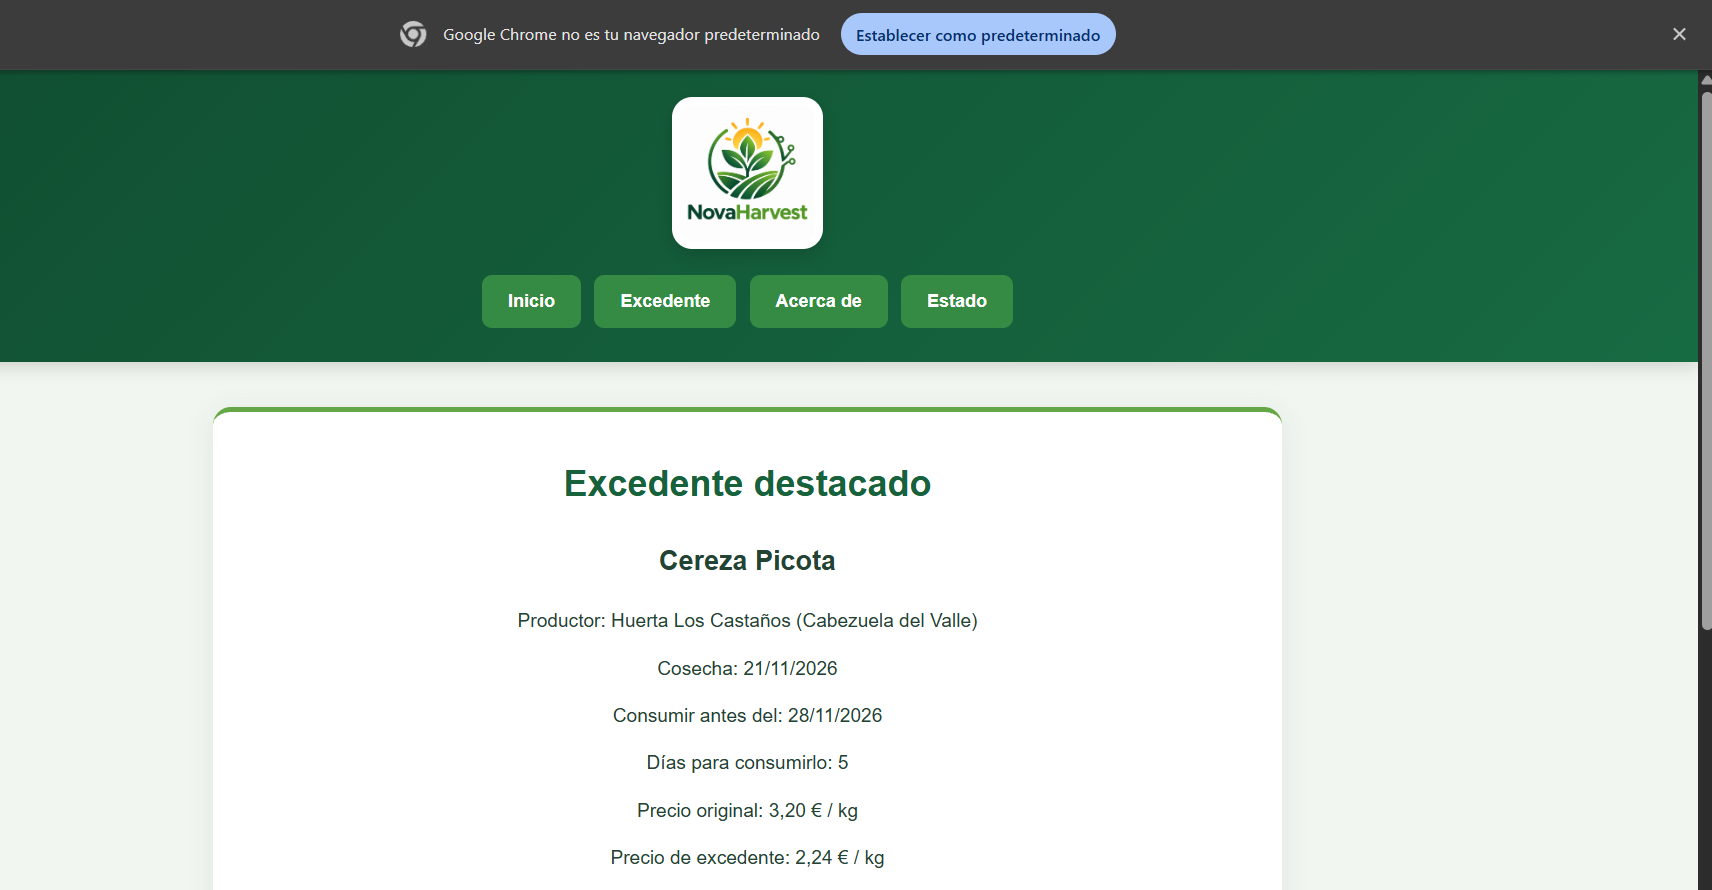 Google Chrome no es tu navegador predeterminado
Establecer como predeterminado
NovaHarvest
Inicio
Excedente
Acerca de
Estado
Excedente destacado
Cereza Picota
Productor: Huerta Los Castaños (Cabezuela del Valle)
Cosecha: 21/11/2026
Consumir antes del: 28/11/2026
Días para consumirlo: 5
Precio original: 3,20 € / kg
Precio de excedente: 2,24 € / kg